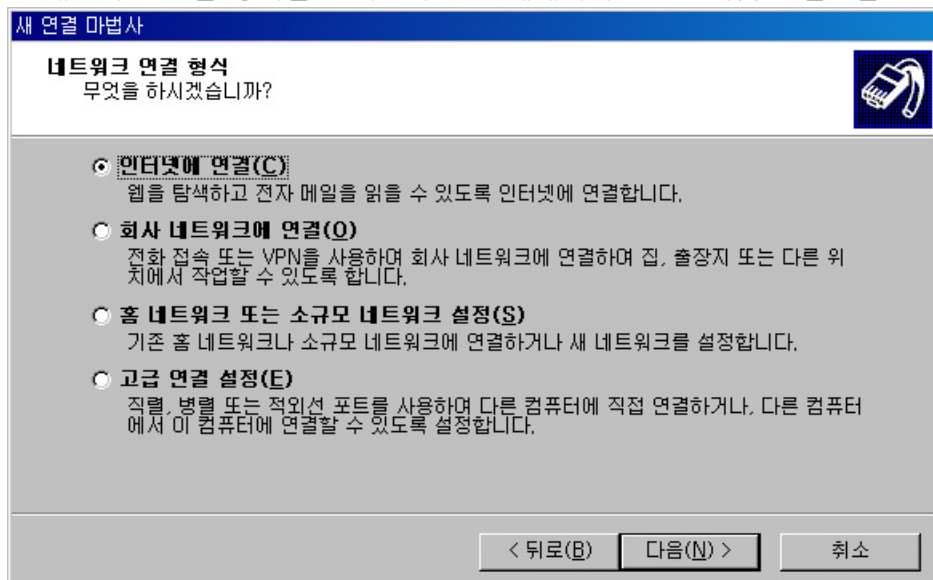 새 연결 마법사
네트워크 연결 형식
무엇을 하시겠습니까?
인터넷에 연결(C)
웹을 탐색하고 전자 메일을 읽을 수 있도록 인터넷에 연결합니다.
회사 네트워크에 연결(O)
전화 접속 또는 VPN을 사용하여 회사 네트워크에 연결하여 집, 출장지 또는 다른 위
치에서 작업할 수 있도록 합니다.
홈 네트워크 또는 소규모 네트워크 설정(S)
기존 홈 네트워크나 소규모 네트워크에 연결하거나 새 네트워크를 설정합니다.
고급 연결 설정(E)
직렬, 병렬 또는 적외선 포트를 사용하여 다른 컴퓨터에 직접 연결하거나, 다른 컴퓨터
에서 이 컴퓨터에 연결할 수 있도록 설정합니다.
< 뒤로(B) 다음(N) > 취소